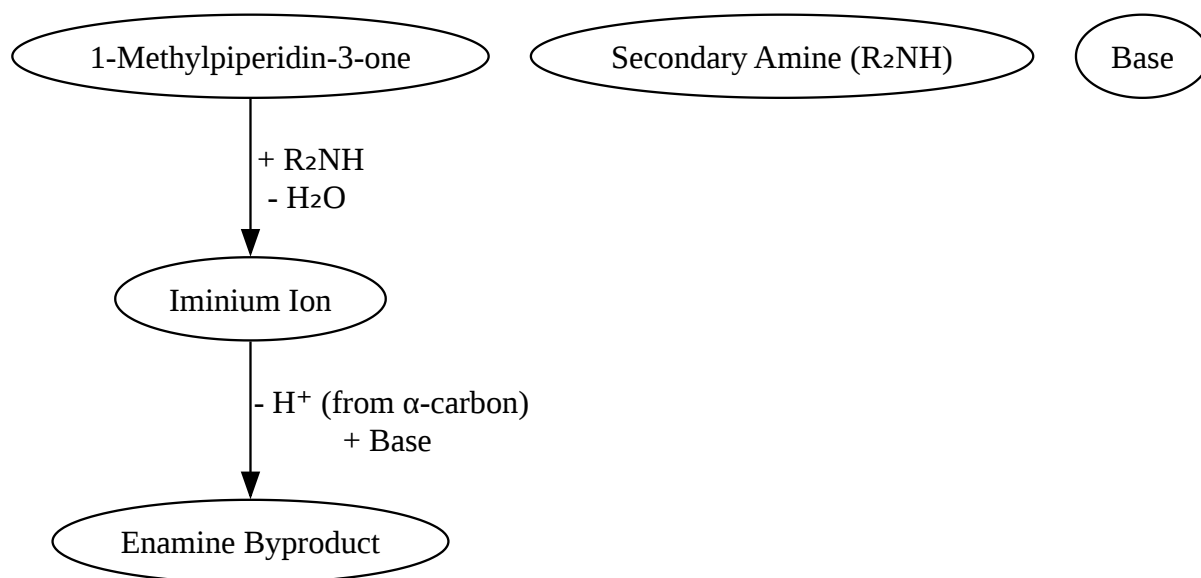 1-Methylpiperidin-3-one
Secondary Amine (R₂NH)
Base
+ R₂NH
- H₂O
Iminium Ion
- H⁺ (from α-carbon)
+ Base
Enamine Byproduct